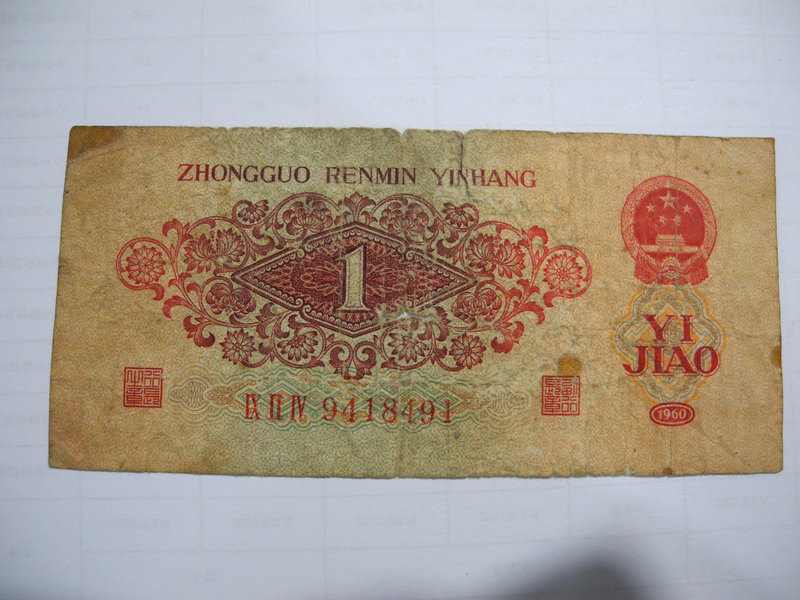 ZHONGGUO RENMIN YINHANG
1
YI
JIAO
IX II IV 9418491
1960